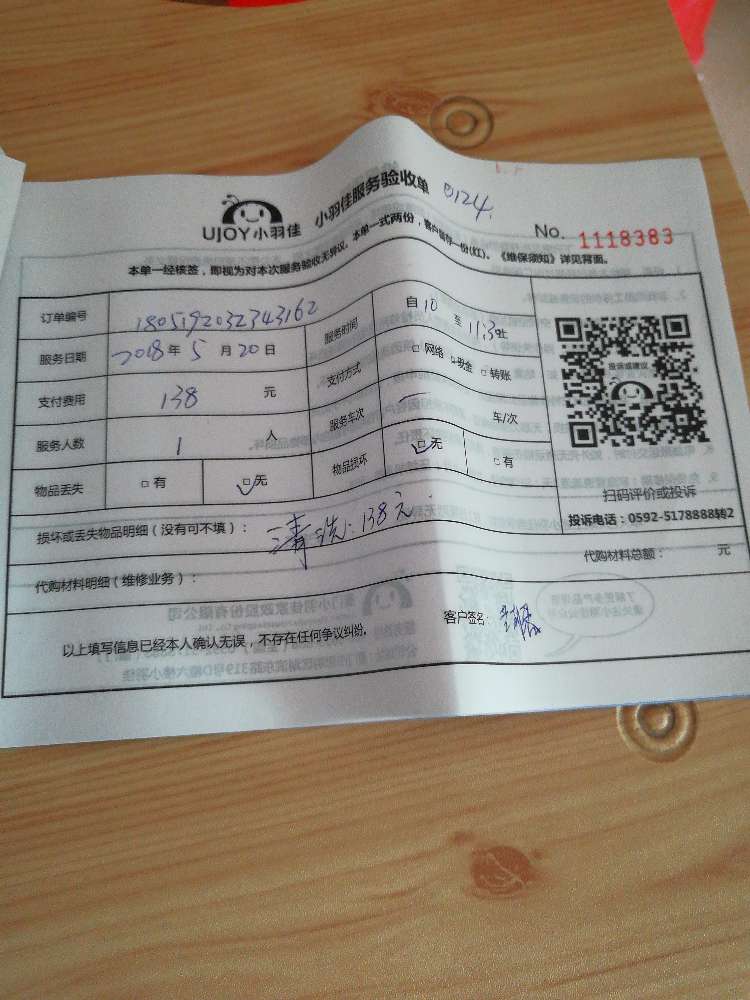 UJOY小羽佳 小羽佳服务验收单 0124
No. 1118383
本单一经核签，即视为对本次服务验收无异议。本单一式两份，客户留存一份(红)。《维保须知》详见背面。
订单编号 1805192032343162 服务时间 自10至11:30止
服务日期 2018年5月20日 支付方式 □网络 □现金 □转账
支付费用 138 元 服务车次 车/次
服务人数 1 人 物品损坏 □无 □有
物品丢失 □有 □无
投诉或建议
扫码评价或投诉
投诉电话：0592-5178888转2
损坏或丢失物品明细（没有可不填）： 清洗：138元
代购材料明细（维修业务）： 代购材料总额： 元
以上填写信息已经本人确认无误，不存在任何争议纠纷。 客户签名：